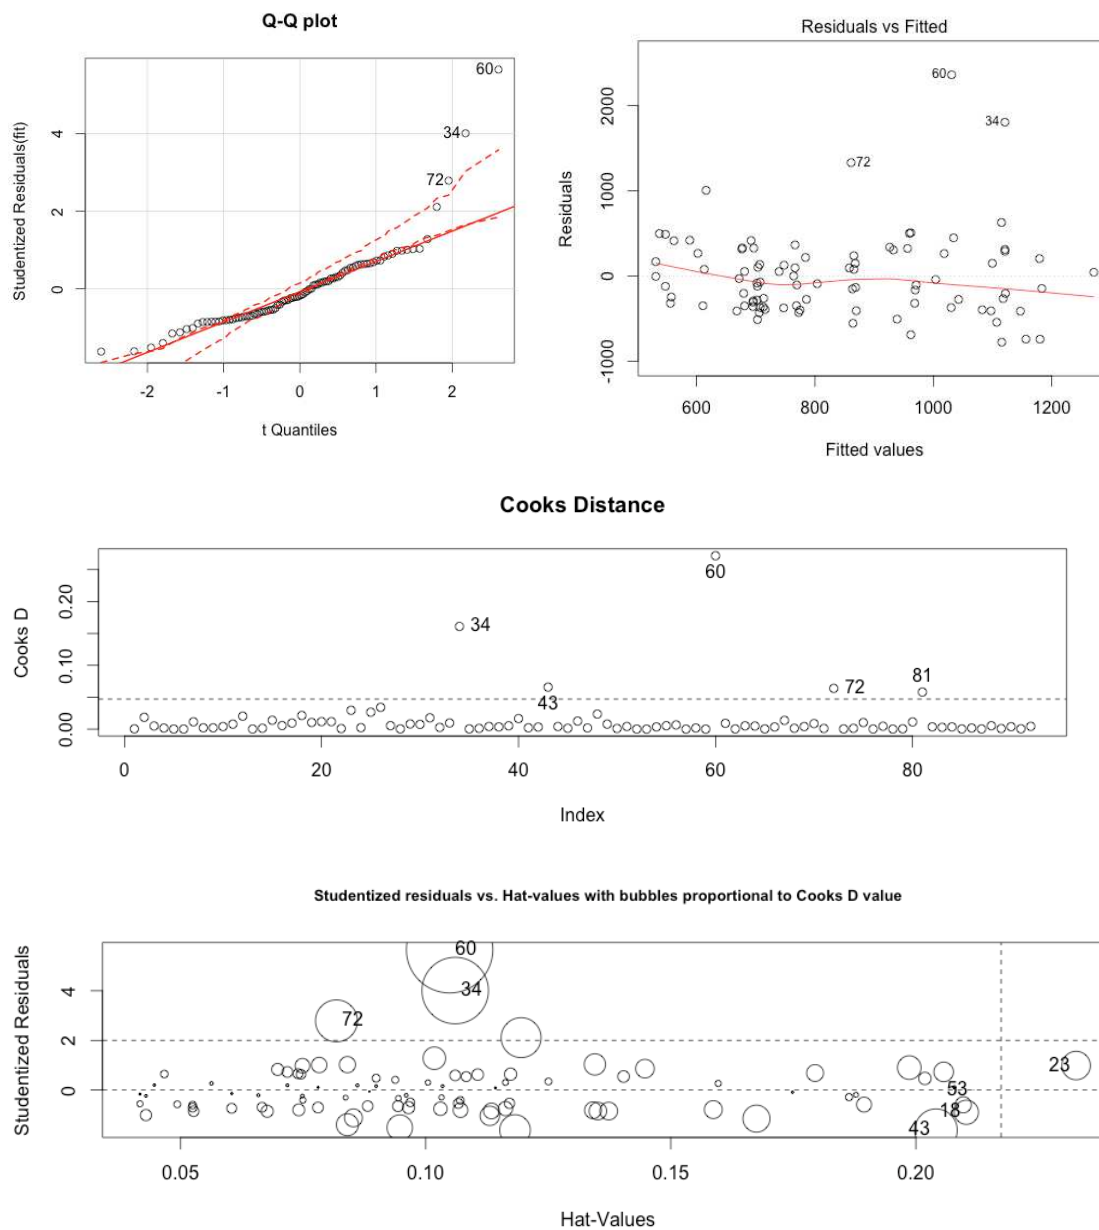 Q-Q plot
Studentized Residuals(fit)
0 2 4
60
34
72
-2 -1 0 1 2
t Quantiles
Residuals vs Fitted
Residuals
-1000 0 1000 2000
60
34
72
600 800 1000 1200
Fitted values
Cooks Distance
Cooks D
0.00 0.10 0.20
60
34
81
72
43
0 20 40 60 80
Index
Studentized residuals vs. Hat-values with bubbles proportional to Cooks D value
Studentized Residuals
0 2 4
60
34
72
23
53
18
43
0.05 0.10 0.15 0.20
Hat-Values